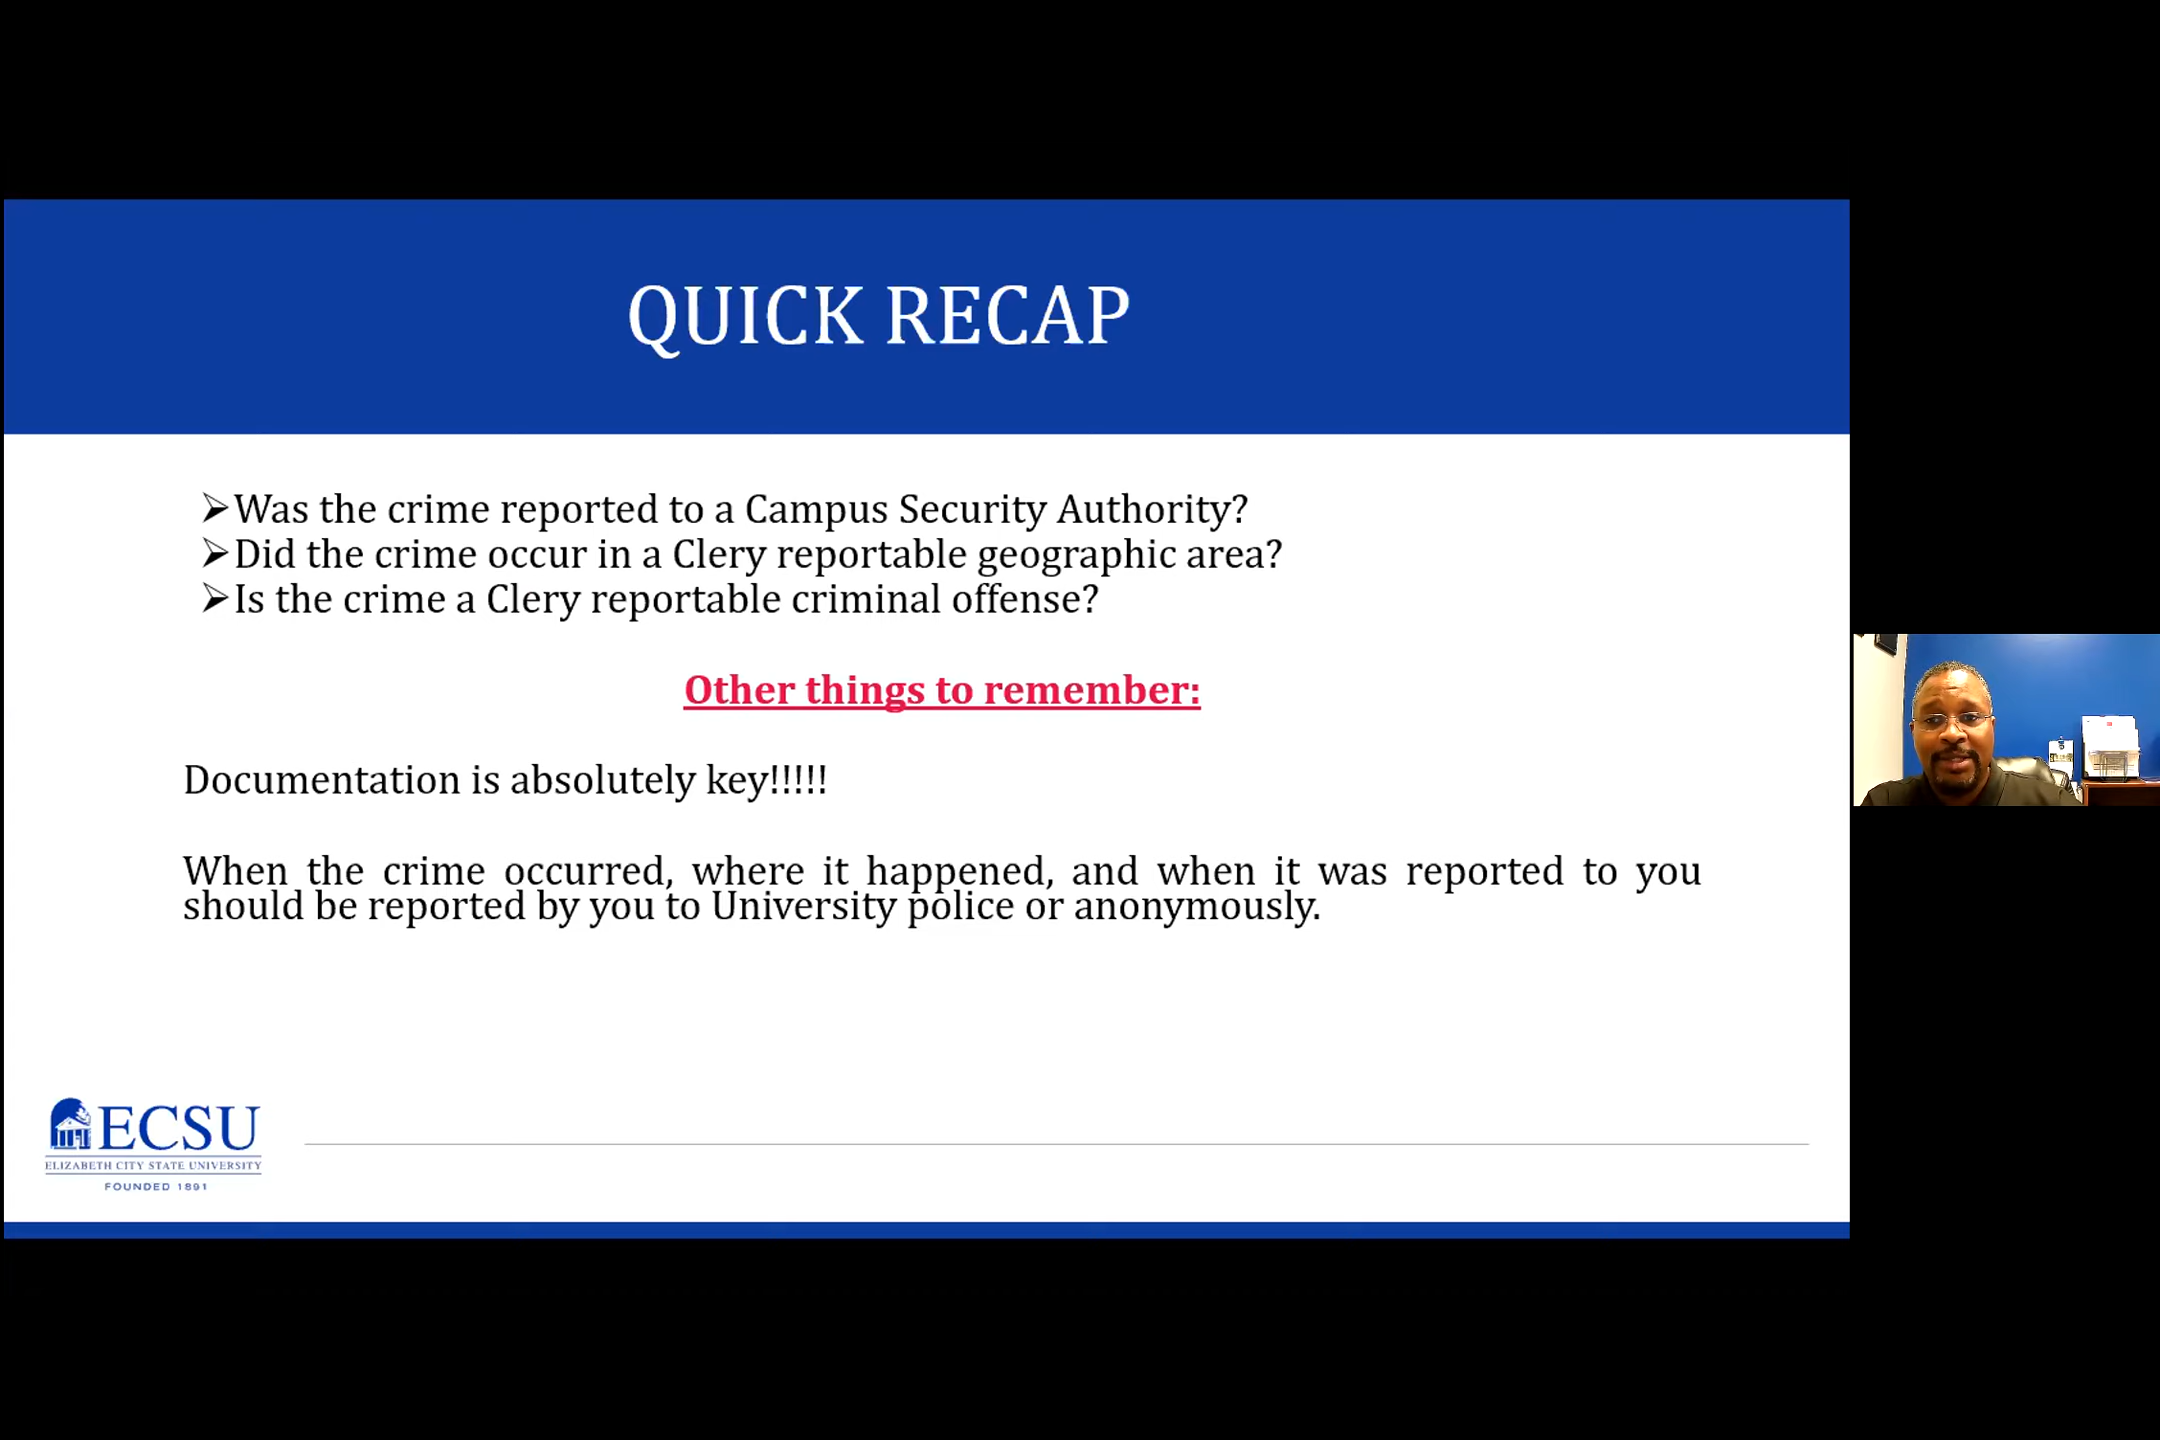 QUICK RECAP
➢Was the crime reported to a Campus Security Authority?
➢Did the crime occur in a Clery reportable geographic area?
➢Is the crime a Clery reportable criminal offense?
Other things to remember:
Documentation is absolutely key!!!!!
When the crime occurred, where it happened, and when it was reported to you
should be reported by you to University police or anonymously.
ECSU
ELIZABETH CITY STATE UNIVERSITY
FOUNDED 1891